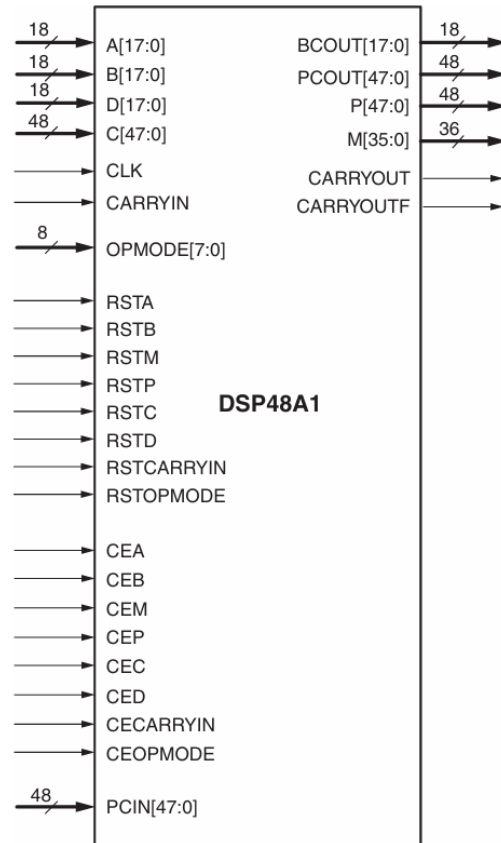 18 A[17:0] BCOUT[17:0] 18
18 B[17:0] PCOUT[47:0] 48
18 D[17:0] P[47:0] 48
48 C[47:0] M[35:0] 36
CLK CARRYOUT
CARRYIN CARRYOUTF
8 OPMODE[7:0]
RSTA
RSTB
RSTM
RSTP
DSP48A1
RSTC
RSTD
RSTCARRYIN
RSTOPMODE
CEA
CEB
CEM
CEP
CEC
CED
CECARRYIN
CEOPMODE
48 PCIN[47:0]